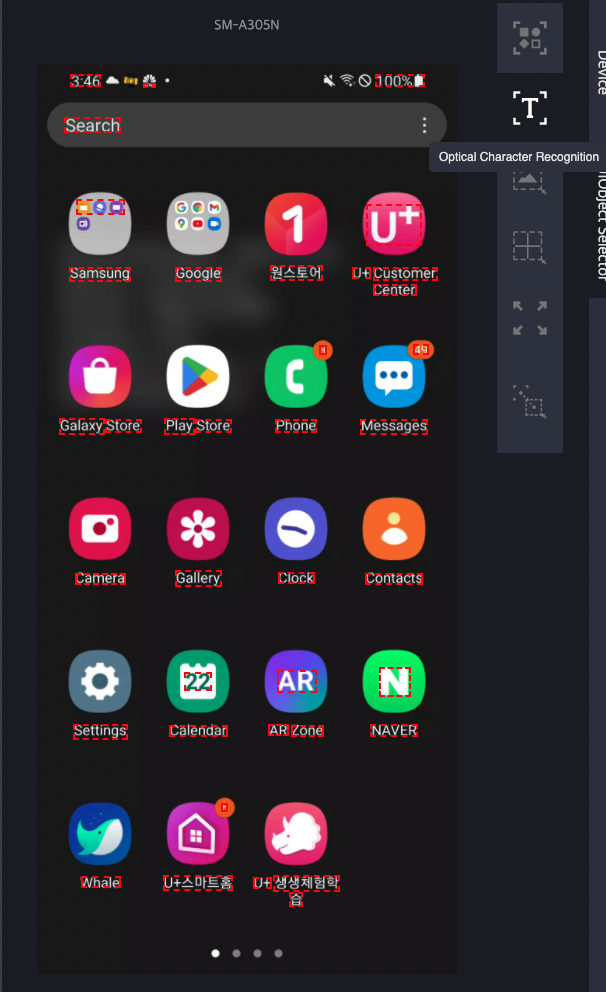 SM-A305N
3:46
100%
Search
Optical Character Recognition
Device
Object Selector
1
U+
Samsung
Google
원스토어
U+ Customer
Center
Galaxy Store
Play Store
Phone
Messages
Camera
Gallery
Clock
Contacts
22
AR
N
Settings
Calendar
AR Zone
NAVER
Whale
U+스마트홈
U+ 생생체험학
습